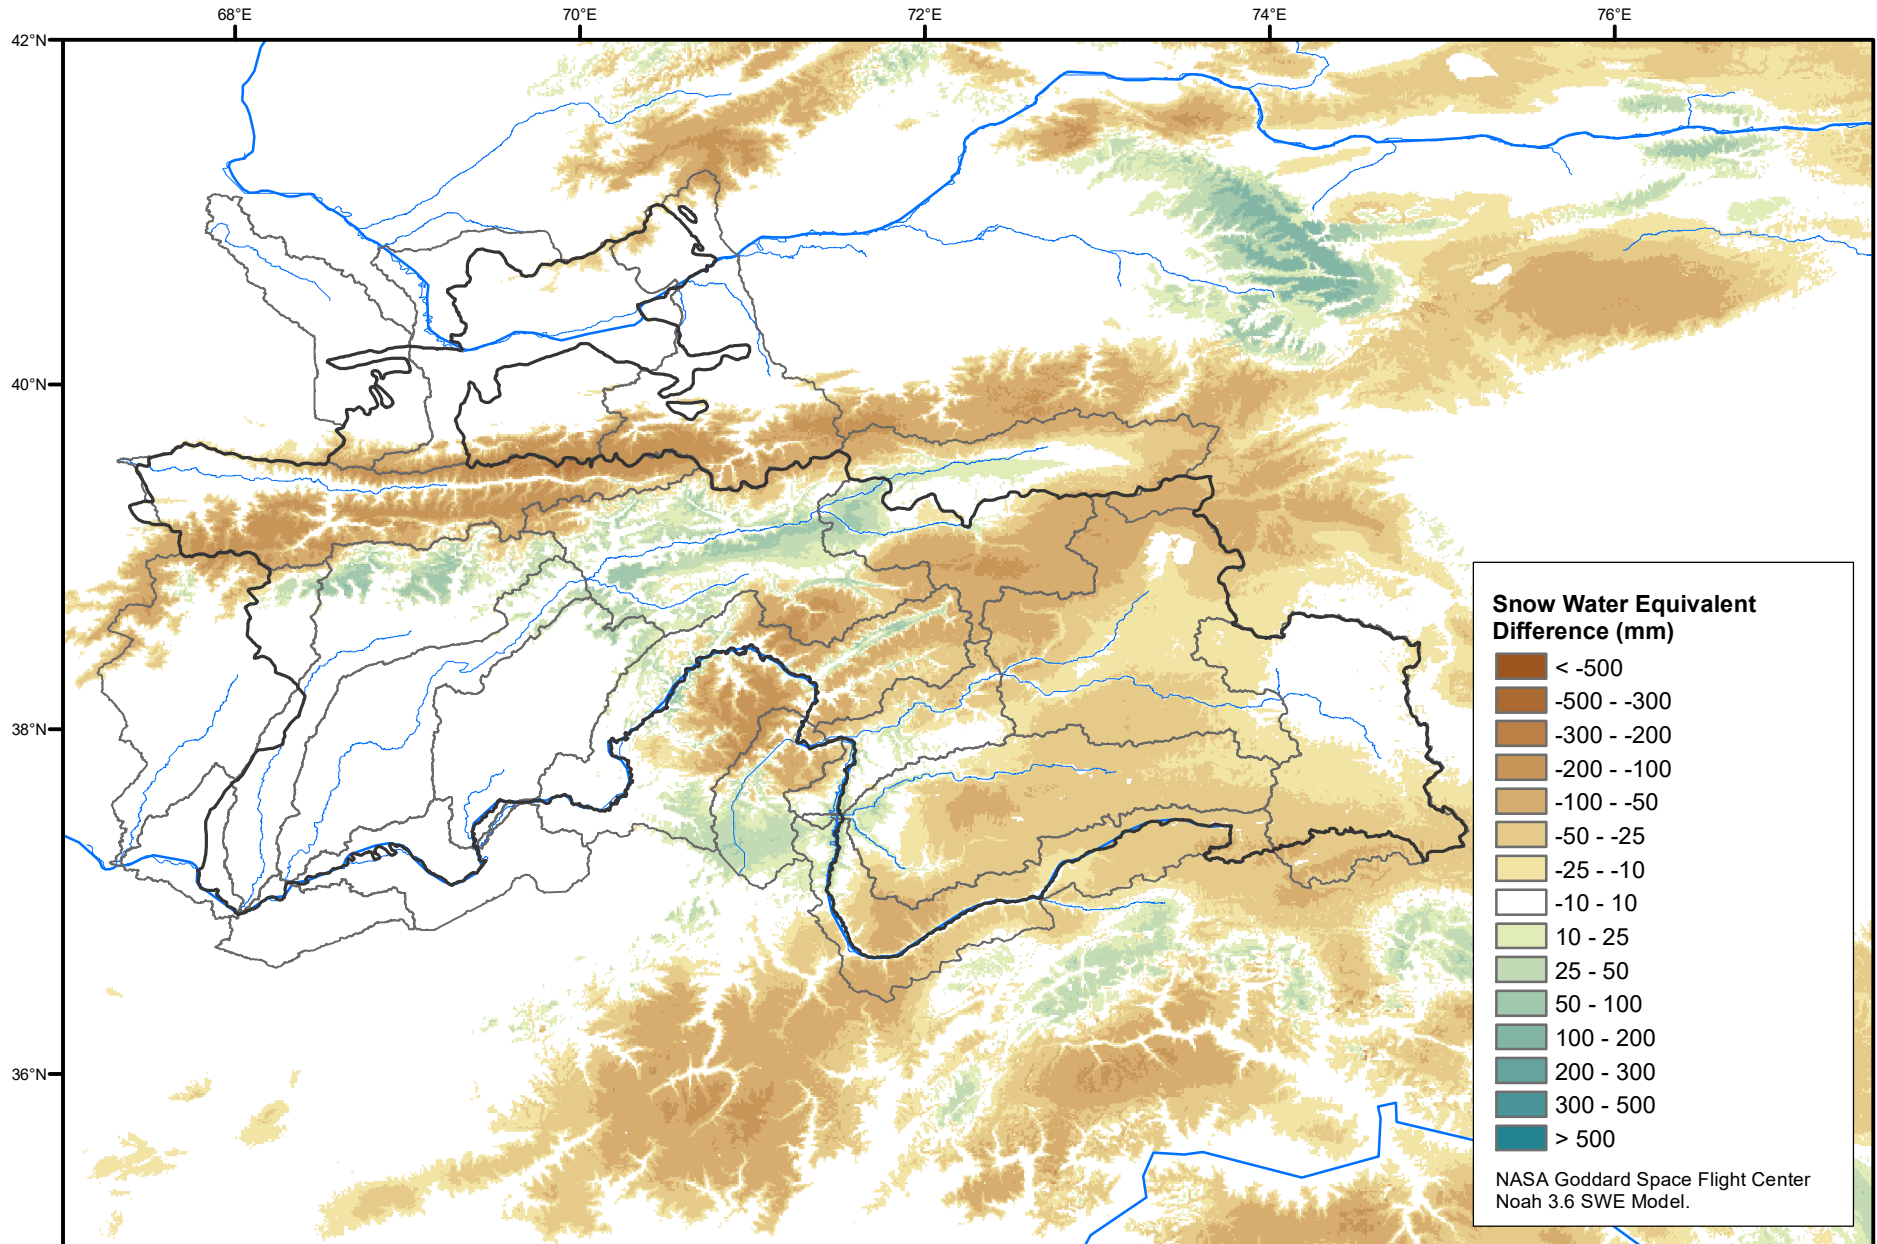 68°E 70°E 72°E 74°E 76°E
42°N
40°N
38°N
36°N
Snow Water Equivalent
Difference (mm)
< -500
-500 - -300
-300 - -200
-200 - -100
-100 - -50
-50 - -25
-25 - -10
-10 - 10
10 - 25
25 - 50
50 - 100
100 - 200
200 - 300
300 - 500
> 500
NASA Goddard Space Flight Center
Noah 3.6 SWE Model.